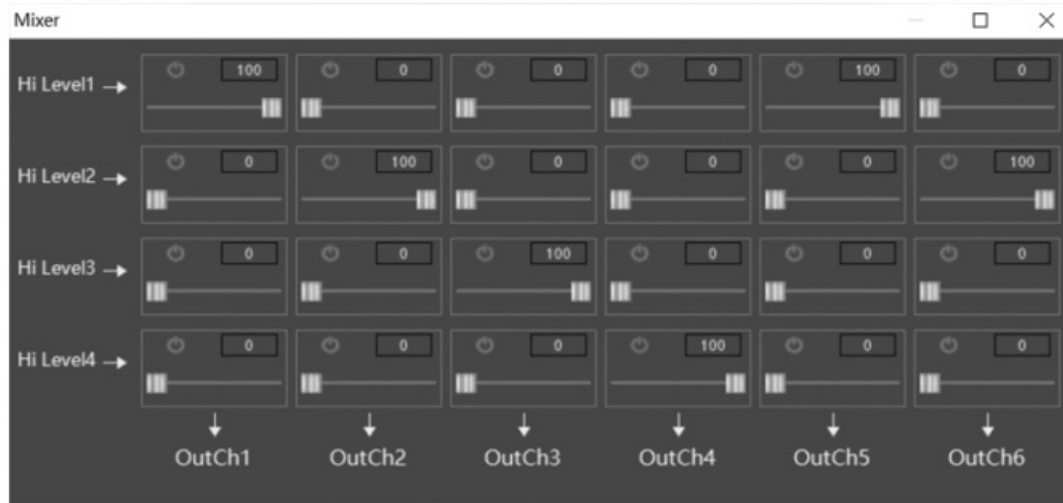 Mixer
Hi Level1 100 0 0 0 100 0
Hi Level2 0 100 0 0 0 100
Hi Level3 0 0 100 0 0 0
Hi Level4 0 0 0 100 0 0
OutCh1 OutCh2 OutCh3 OutCh4 OutCh5 OutCh6